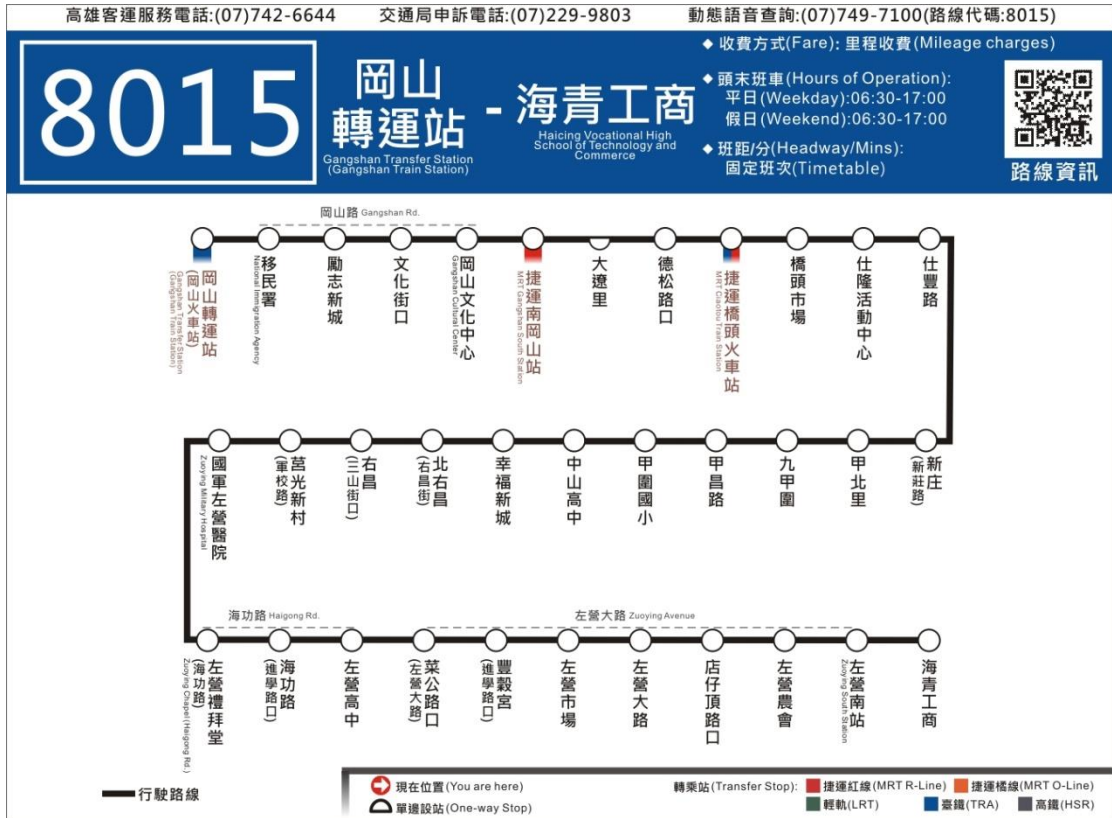 高雄客運服務電話:(07)742-6644 交通局申訴電話:(07)229-9803 動態語音查詢:(07)749-7100(路線代碼:8015)
8015
岡山
轉運站
Gangshan Transfer Station
(Gangshan Train Station)
-
海青工商
Haicing Vocational High
School of Technology and
Commerce
◆ 收費方式(Fare): 里程收費(Mileage charges)
◆ 頭末班車(Hours of Operation):
平日(Weekday):06:30-17:00
假日(Weekend):06:30-17:00
◆ 班距/分(Headway/Mins):
固定班次(Timetable)
路線資訊
岡山路 Gangshan Rd.
岡山轉運站
(岡山火車站)
Gangshan Transfer Station
(Gangshan Train Station)
移民署
National Immigration Agency
勵志新城
文化街口
岡山文化中心
Gangshan Cultural Center
捷運南岡山站
MRT Gangshan South Station
大遼里
德松路口
捷運橋頭火車站
MRT Ciaotou Train Station
橋頭市場
仕隆活動中心
仕豐路
國軍左營醫院
Zuoying Military Hospital
莒光新村
(軍校路)
右昌
(三山街口)
北右昌
(右昌街)
幸福新城
中山高中
甲圍國小
甲昌路
九甲圍
甲北里
新庄
(新莊路)
海功路 Haigong Rd.
左營大路 Zuoying Avenue
左營禮拜堂
(海功路)
Zuoying Chapel(Haigong Rd.)
海功路
(進學路口)
左營高中
菜公路口
(左營大路)
豐穀宮
(進學路口)
左營市場
左營大路
店仔頂路口
左營農會
左營南站
Zuoying South Station
海青工商
行駛路線
現在位置(You are here)
單邊設站(One-way Stop)
轉乘站(Transfer Stop): 捷運紅線(MRT R-Line) 捷運橘線(MRT O-Line)
輕軌(LRT) 臺鐵(TRA) 高鐵(HSR)